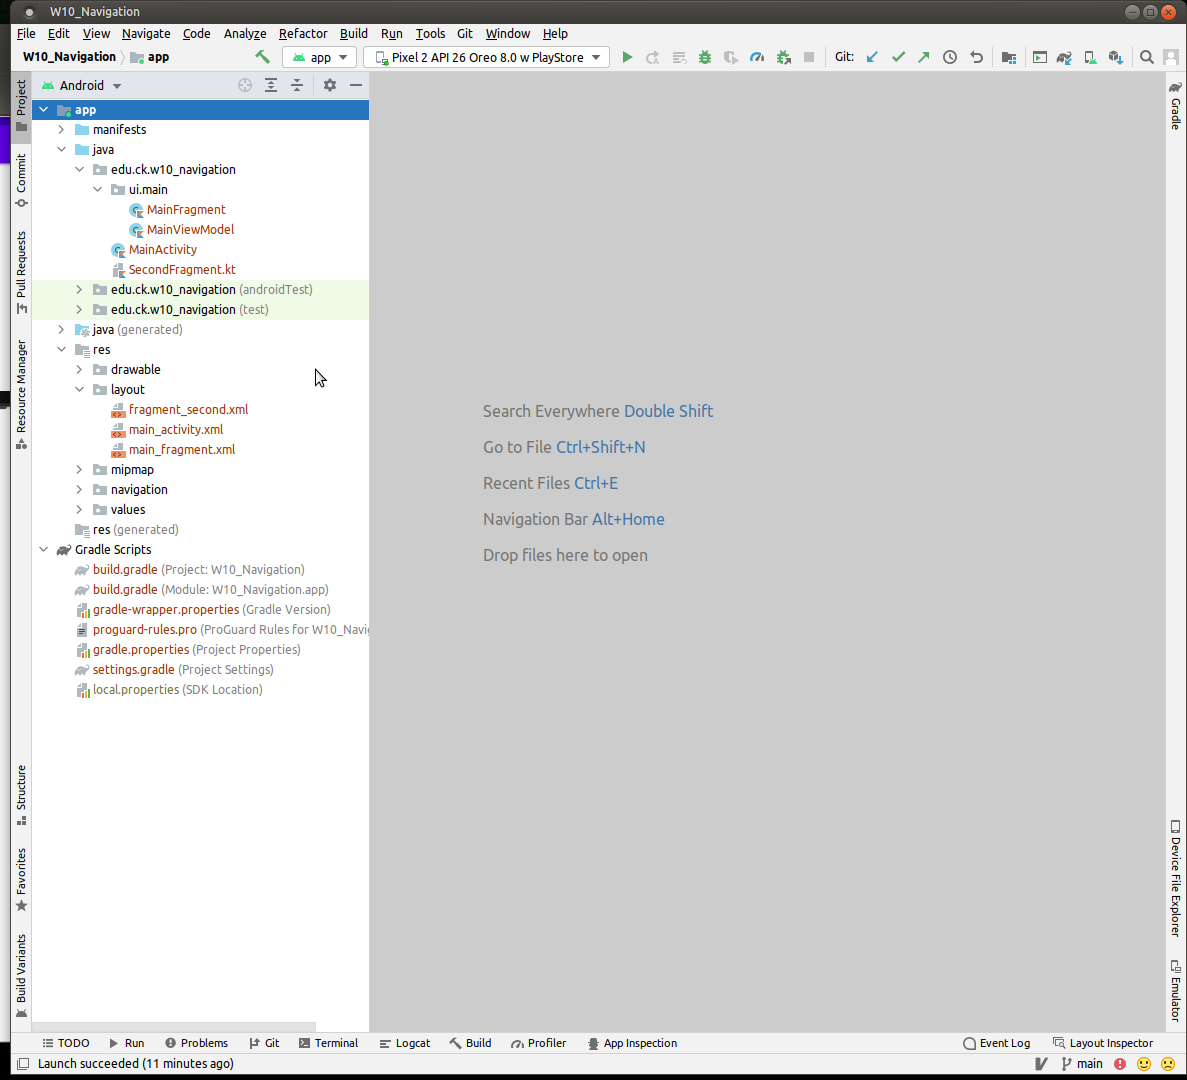 W10_Navigation
File Edit View Navigate Code Analyze Refactor Build Run Tools Git Window Help
W10_Navigation app app Pixel 2 API 26 Oreo 8.0 w PlayStore Git:
Android
app
manifests
java
edu.ck.w10_navigation
ui.main
MainFragment
MainViewModel
MainActivity
SecondFragment.kt
edu.ck.w10_navigation (androidTest)
edu.ck.w10_navigation (test)
java (generated)
res
drawable
layout
fragment_second.xml
main_activity.xml
main_fragment.xml
mipmap
navigation
values
res (generated)
Gradle Scripts
build.gradle (Project: W10_Navigation)
build.gradle (Module: W10_Navigation.app)
gradle-wrapper.properties (Gradle Version)
proguard-rules.pro (ProGuard Rules for W10_Navi
gradle.properties (Project Properties)
settings.gradle (Project Settings)
local.properties (SDK Location)
Project
Commit
Pull Requests
Resource Manager
Structure
Favorites
Build Variants
Search Everywhere Double Shift
Go to File Ctrl+Shift+N
Recent Files Ctrl+E
Navigation Bar Alt+Home
Drop files here to open
Gradle
Device File Explorer
Emulator
TODO Run Problems Git Terminal Logcat Build Profiler App Inspection Event Log Layout Inspector
Launch succeeded (11 minutes ago) main